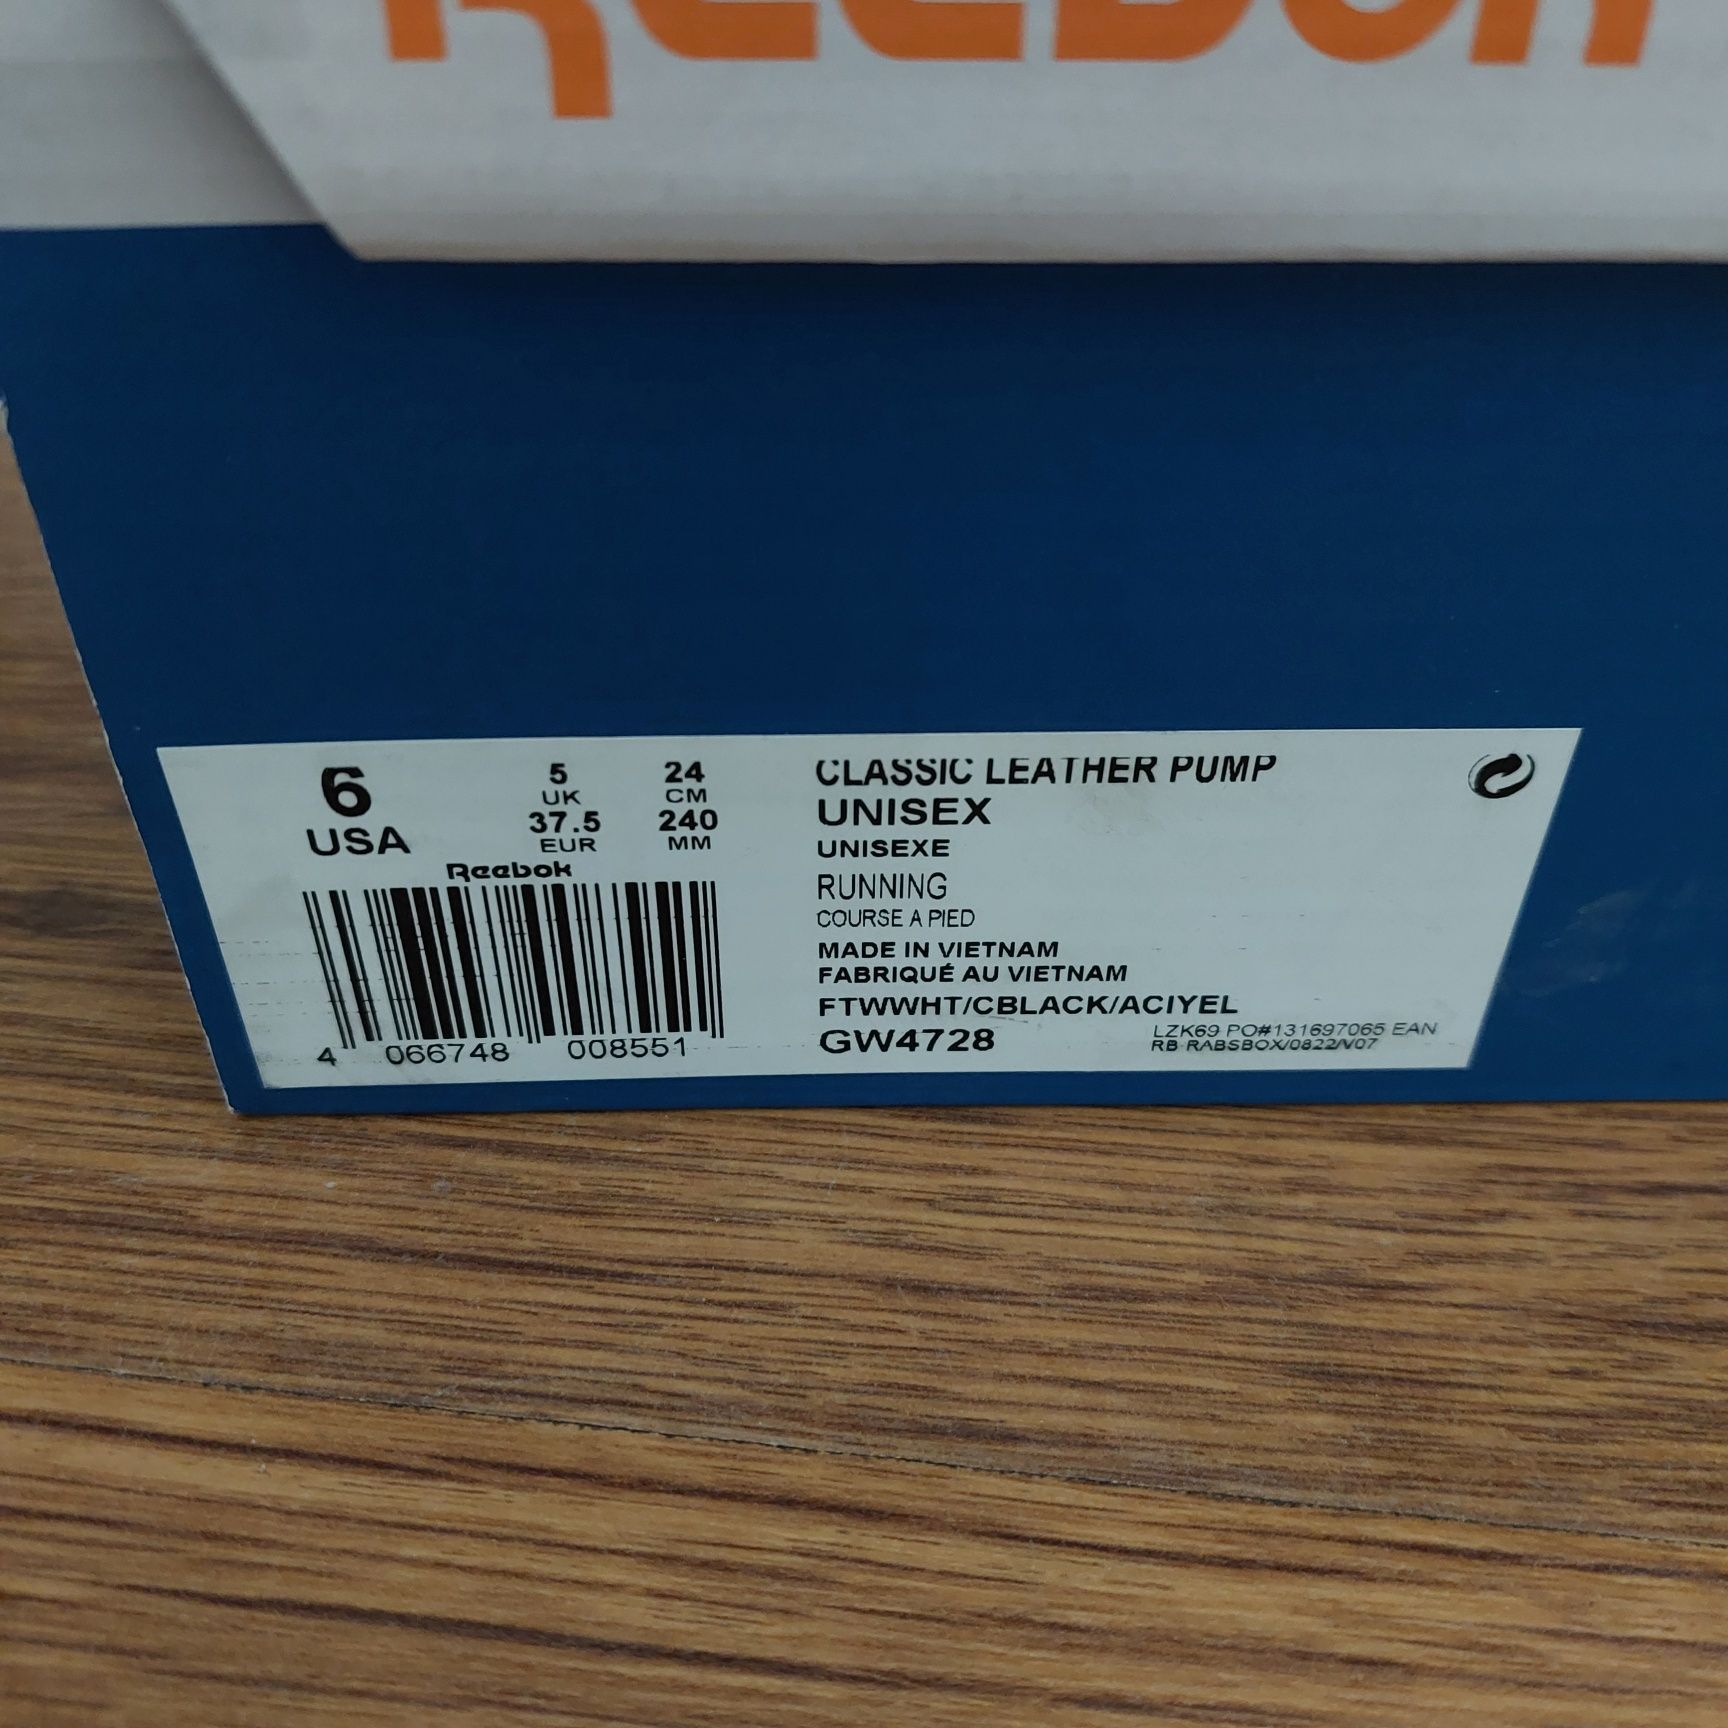 Reebok
6 5 24
USA UK CM
37.5 240
EUR MM
Reebok
4 066748 008551
CLASSIC LEATHER PUMP
UNISEX
UNISEXE
RUNNING
COURSE A PIED
MADE IN VIETNAM
FABRIQUÉ AU VIETNAM
FTWWHT/CBLACK/ACIYEL
GW4728
LZK69 PO#131697065 EAN
RB RABSBOX/0822/V07